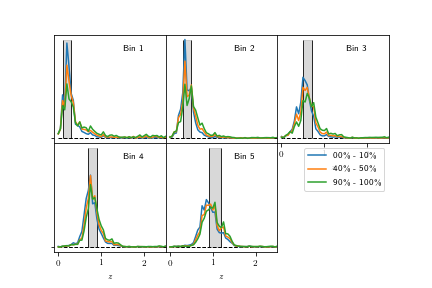 Bin 1
Bin 2
Bin 3
0
Bin 4
Bin 5
00% - 10%
40% - 50%
90% - 100%
0 1 2 0 1 2
z z